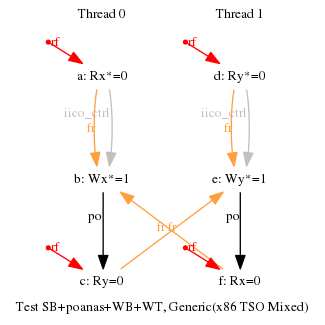 Thread 0 Thread 1
rf rf
a: Rx*=0 d: Ry*=0
iico_ctrl iico_ctrl
fr fr
b: Wx*=1 e: Wy*=1
po po
fr fr
rf rf
c: Ry=0 f: Rx=0
Test SB+poanas+WB+WT, Generic(x86 TSO Mixed)